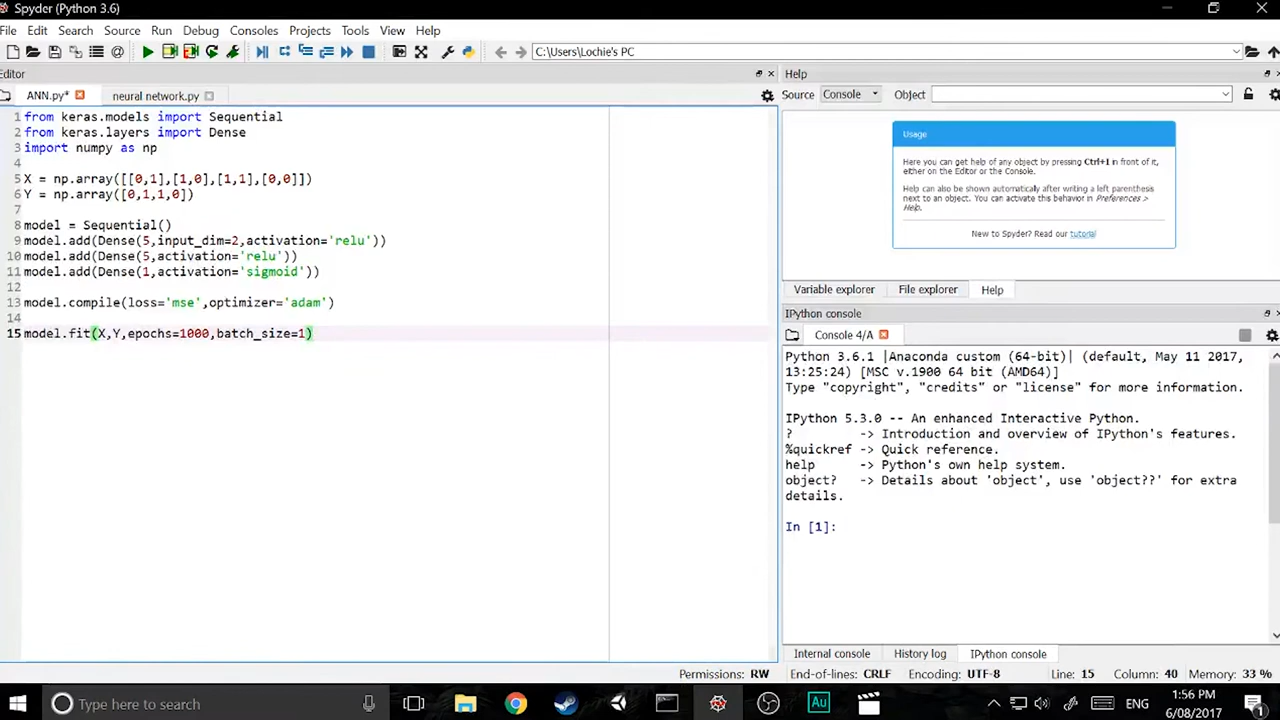 Spyder (Python 3.6)
File Edit Search Source Run Debug Consoles Projects Tools View Help
C:\Users\Lochie's PC
Editor
ANN.py* neural network.py
1 from keras.models import Sequential
2 from keras.layers import Dense
3 import numpy as np
4
5 X = np.array([[0,1],[1,0],[1,1],[0,0]])
6 Y = np.array([0,1,1,0])
7
8 model = Sequential()
9 model.add(Dense(5,input_dim=2,activation='relu'))
10 model.add(Dense(5,activation='relu'))
11 model.add(Dense(1,activation='sigmoid'))
12
13 model.compile(loss='mse',optimizer='adam')
14
15 model.fit(X,Y,epochs=1000,batch_size=1)
Help
Source Console Object
Usage
Here you can get help of any object by pressing Ctrl+I in front of it,
either on the Editor or the Console.
Help can also be shown automatically after writing a left parenthesis
next to an object. You can activate this behavior in Preferences >
Help.
New to Spyder? Read our tutorial
Variable explorer File explorer Help
IPython console
Console 4/A
Python 3.6.1 |Anaconda custom (64-bit)| (default, May 11 2017,
13:25:24) [MSC v.1900 64 bit (AMD64)]
Type "copyright", "credits" or "license" for more information.
IPython 5.3.0 -- An enhanced Interactive Python.
? -> Introduction and overview of IPython's features.
%quickref -> Quick reference.
help -> Python's own help system.
object? -> Details about 'object', use 'object??' for extra
details.
In [1]:
Internal console History log IPython console
Permissions: RW End-of-lines: CRLF Encoding: UTF-8 Line: 15 Column: 40 Memory: 33 %
Type here to search
Au
ENG
1:56 PM
6/08/2017
1